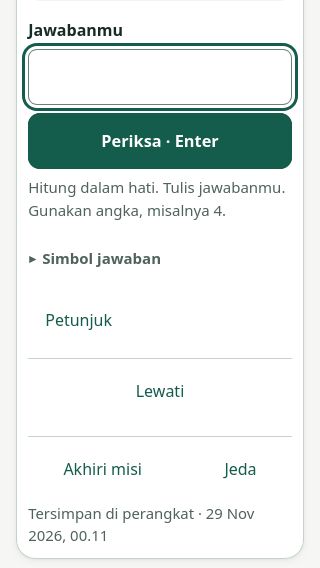 Jawabanmu
Periksa · Enter
Hitung dalam hati. Tulis jawabanmu.
Gunakan angka, misalnya 4.
▸ Simbol jawaban
Petunjuk
Lewati
Akhiri misi Jeda
Tersimpan di perangkat · 29 Nov
2026, 00.11